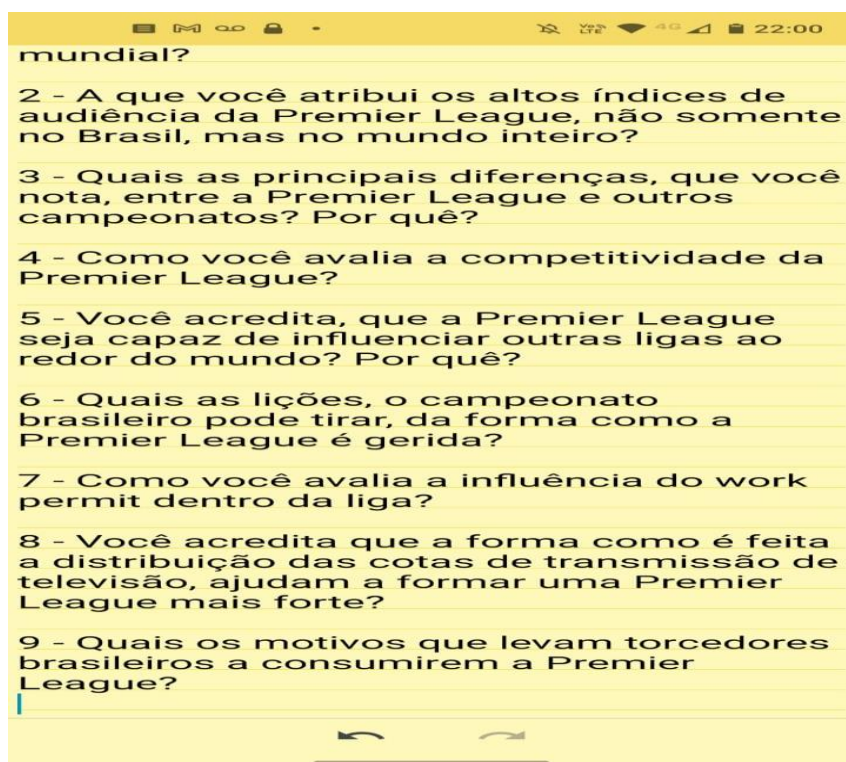 VoD LTE 4G 22:00
mundial?
2 - A que você atribui os altos índices de
audiência da Premier League, não somente
no Brasil, mas no mundo inteiro?
3 - Quais as principais diferenças, que você
nota, entre a Premier League e outros
campeonatos? Por quê?
4 - Como você avalia a competitividade da
Premier League?
5 - Você acredita, que a Premier League
seja capaz de influenciar outras ligas ao
redor do mundo? Por quê?
6 - Quais as lições, o campeonato
brasileiro pode tirar, da forma como a
Premier League é gerida?
7 - Como você avalia a influência do work
permit dentro da liga?
8 - Você acredita que a forma como é feita
a distribuição das cotas de transmissão de
televisão, ajudam a formar uma Premier
League mais forte?
9 - Quais os motivos que levam torcedores
brasileiros a consumirem a Premier
League?